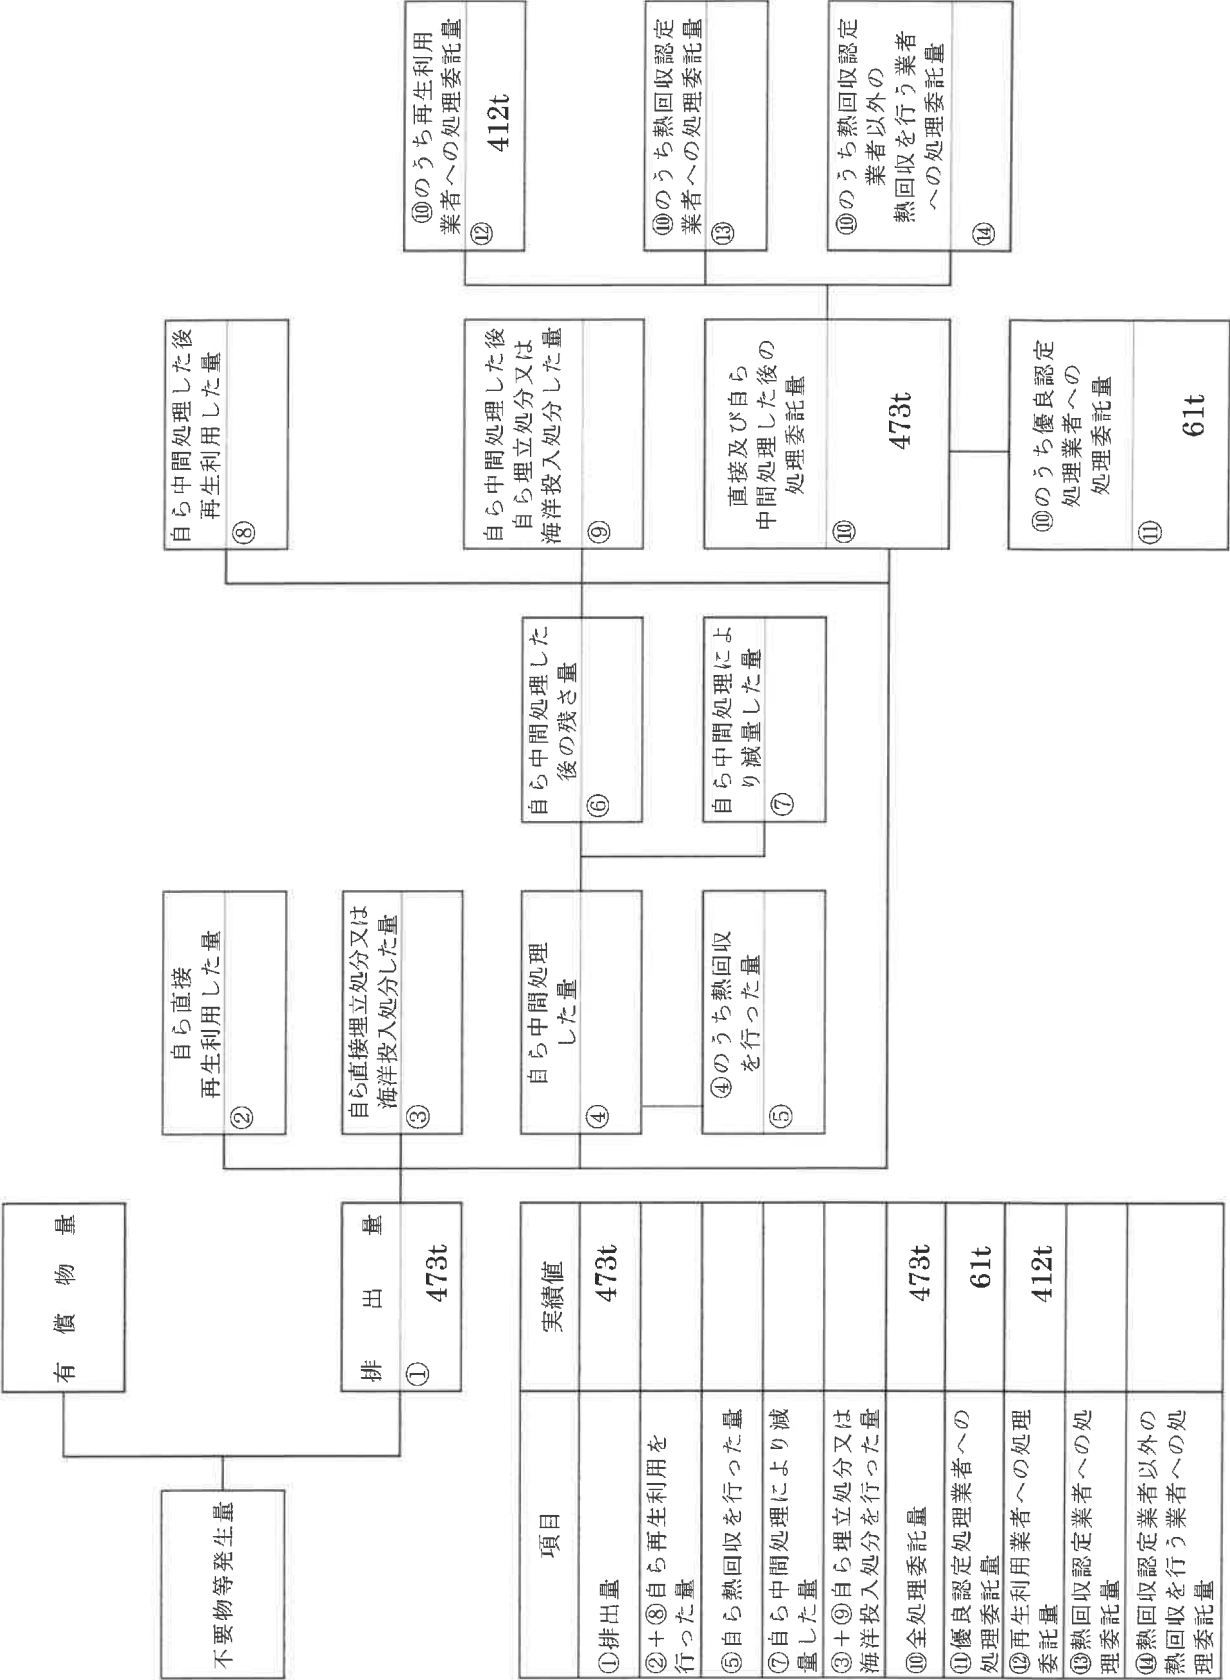 不要物等発生量
有償物量
排出量
①
473t
自ら直接
再生利用した量
②
自ら直接埋立処分又は
海洋投入処分した量
③
自ら中間処理
した量
④
④のうち熱回収
を行った量
⑤
自ら中間処理した
後の残さ量
⑥
自ら中間処理によ
り減量した量
⑦
自ら中間処理した後
再生利用した量
⑧
自ら中間処理した後
自ら埋立処分又は
海洋投入処分した量
⑨
直接及び自ら
中間処理した後の
処理委託量
⑩
473t
⑩のうち優良認定
処理業者への
処理委託量
⑪
61t
⑩のうち再生利用
業者への処理委託量
⑫
412t
⑩のうち熱回収認定
業者への処理委託量
⑬
⑩のうち熱回収認定
業者以外の
熱回収を行う業者
への処理委託量
⑭
項目
実績値
①排出量
473t
②+⑧自ら再生利用を
行った量
⑤自ら熱回収を行った量
⑦自ら中間処理により減
量した量
③+⑨自ら埋立処分又は
海洋投入処分を行った量
⑩全処理委託量
473t
⑪優良認定処理業者への
処理委託量
61t
⑫再生利用業者への処理
委託量
412t
⑬熱回収認定業者への処
理委託量
⑭熱回収認定業者以外の
熱回収を行う業者への処
理委託量